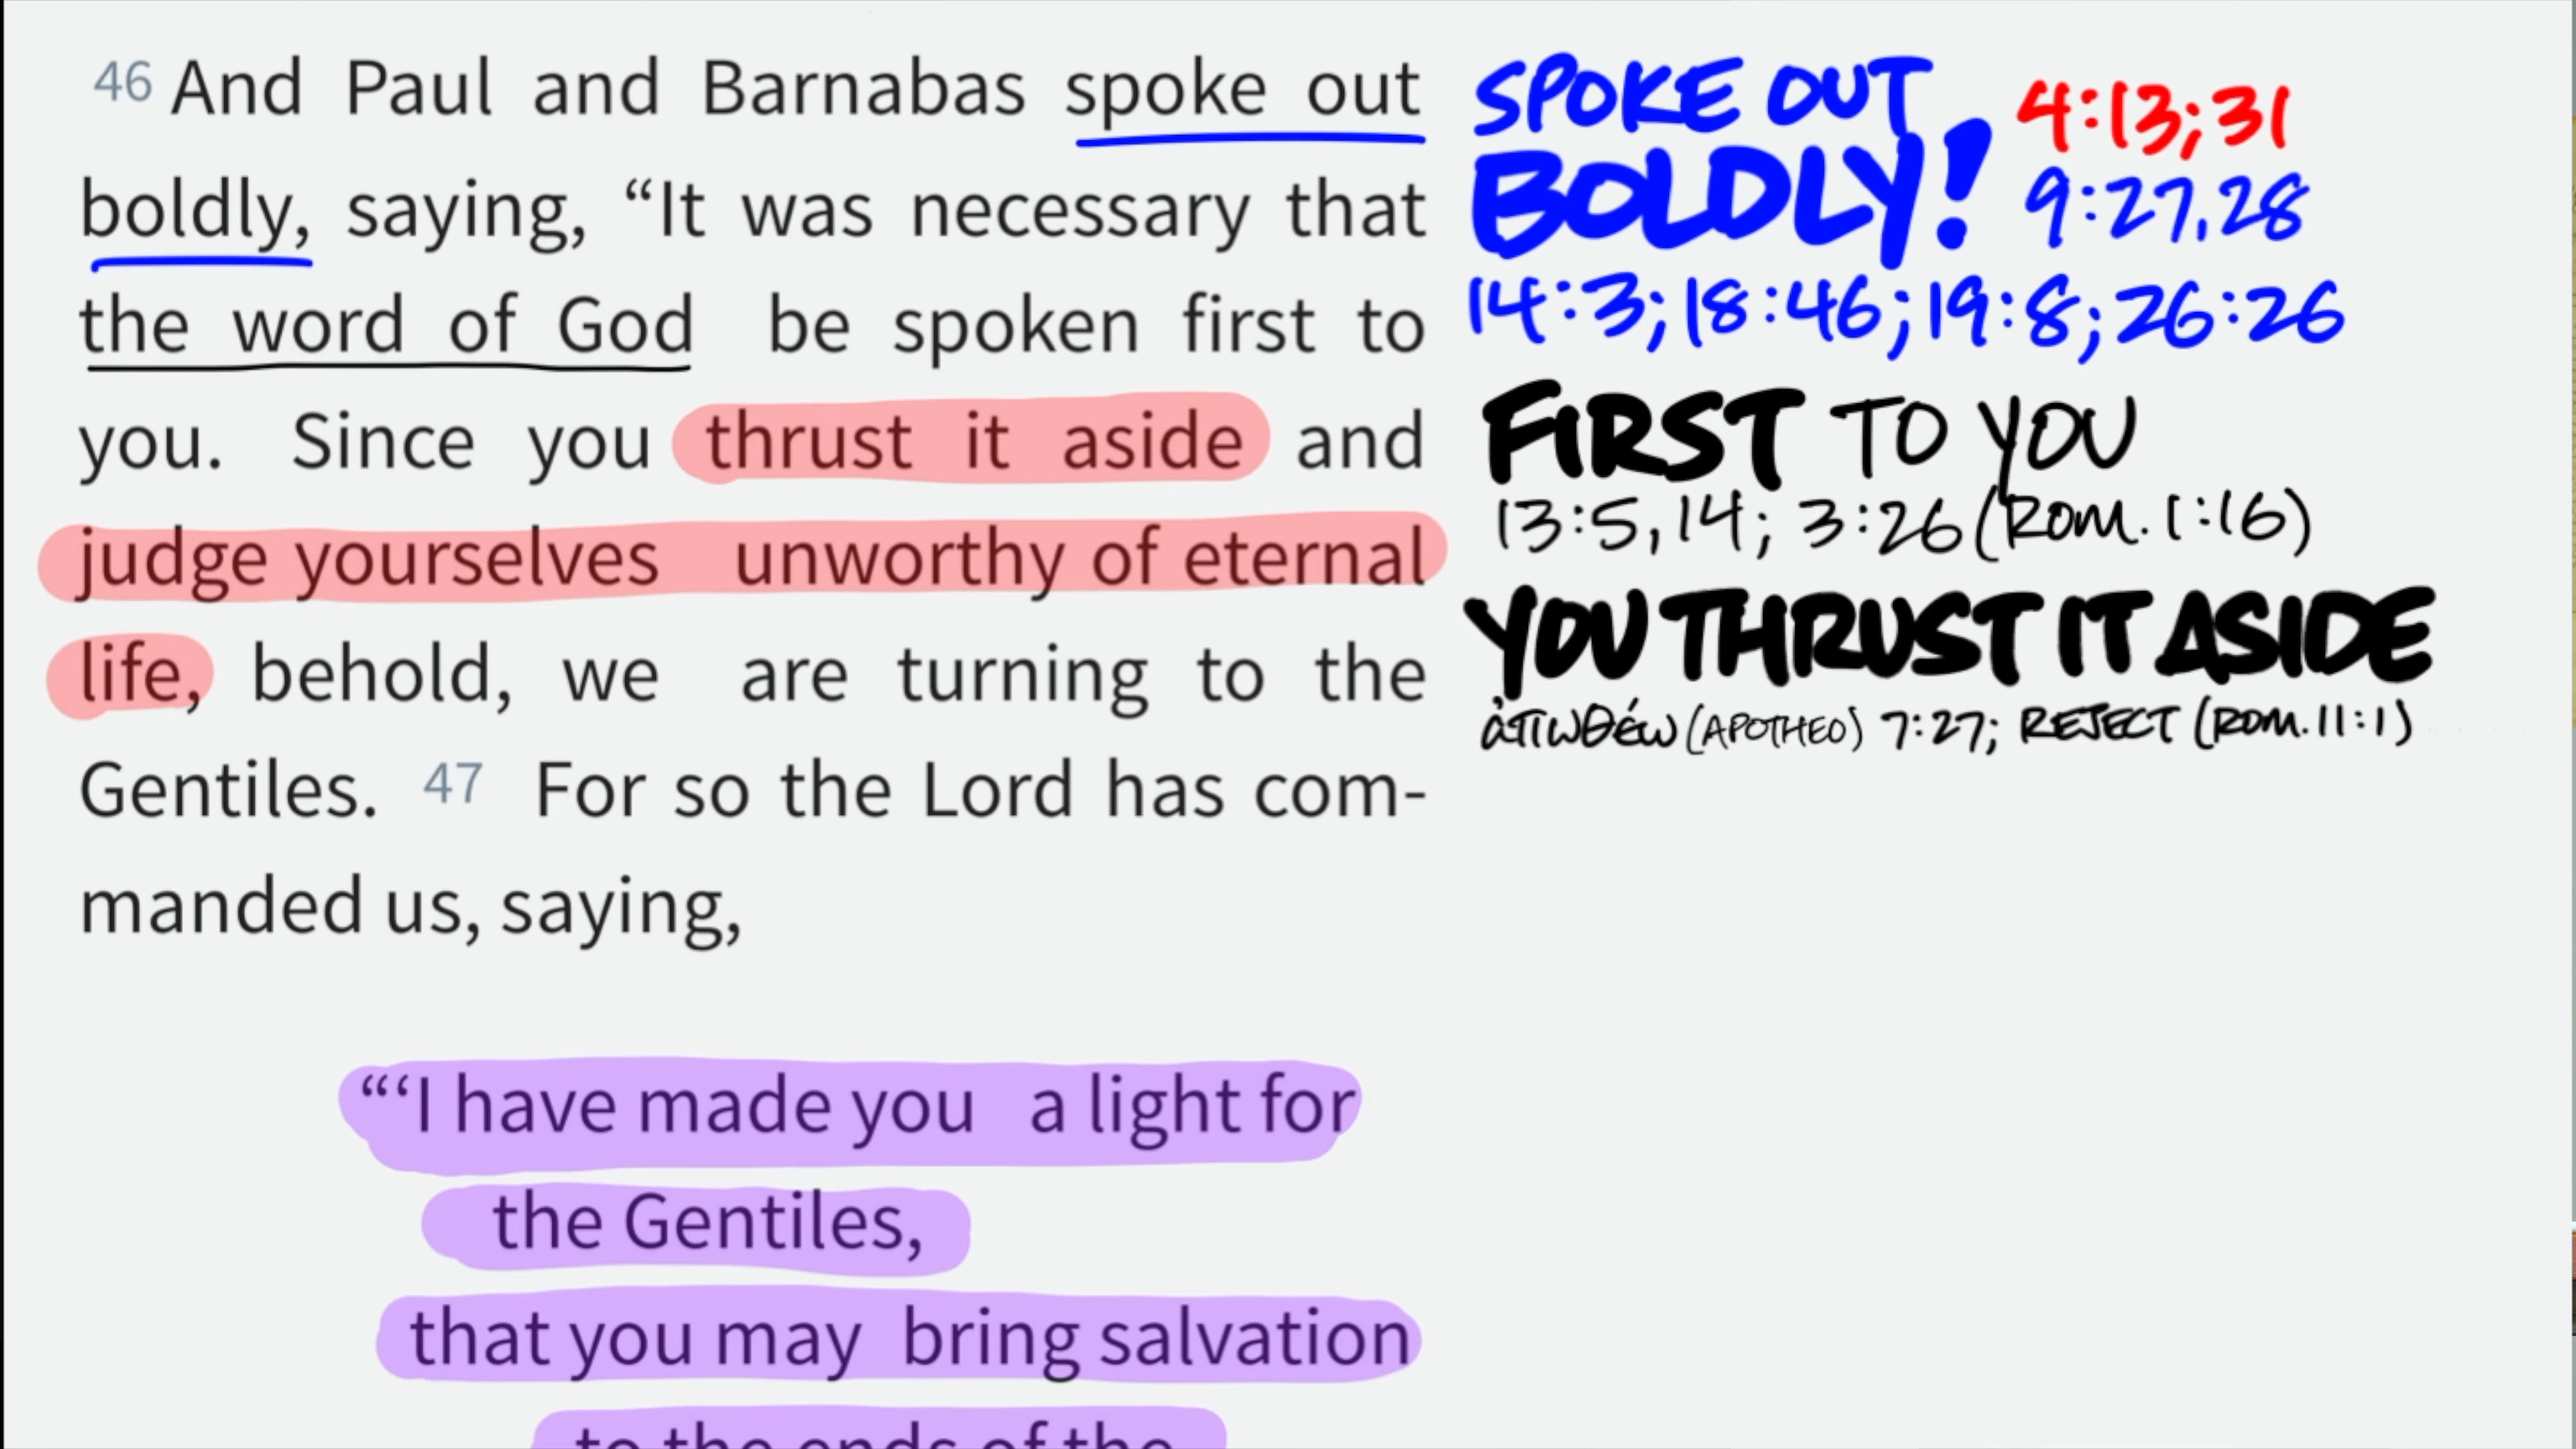 46 And Paul and Barnabas spoke out
boldly, saying, “It was necessary that
the word of God be spoken first to
you. Since you thrust it aside and
judge yourselves unworthy of eternal
life, behold, we are turning to the
Gentiles. 47 For so the Lord has com-
manded us, saying,
“‘I have made you a light for
the Gentiles,
that you may bring salvation
to the ends of the
SPOKE OUT
BOLDLY!
4:13;31
9:27,28
14:3;18:46;19:8;26:26
FIRST TO YOU
13:5,14; 3:26 (ROM. 1:16)
YOU THRUST IT ASIDE
ἀπωθέω (APOTHEO) 7:27; REJECT (ROM. 11:1)